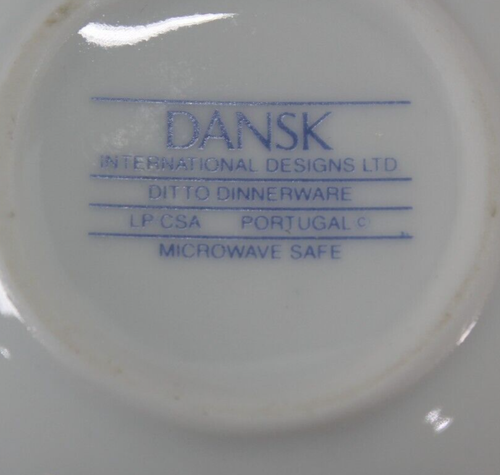 DANSK
INTERNATIONAL DESIGNS LTD
DITTO DINNERWARE
LP CSA PORTUGAL ©
MICROWAVE SAFE